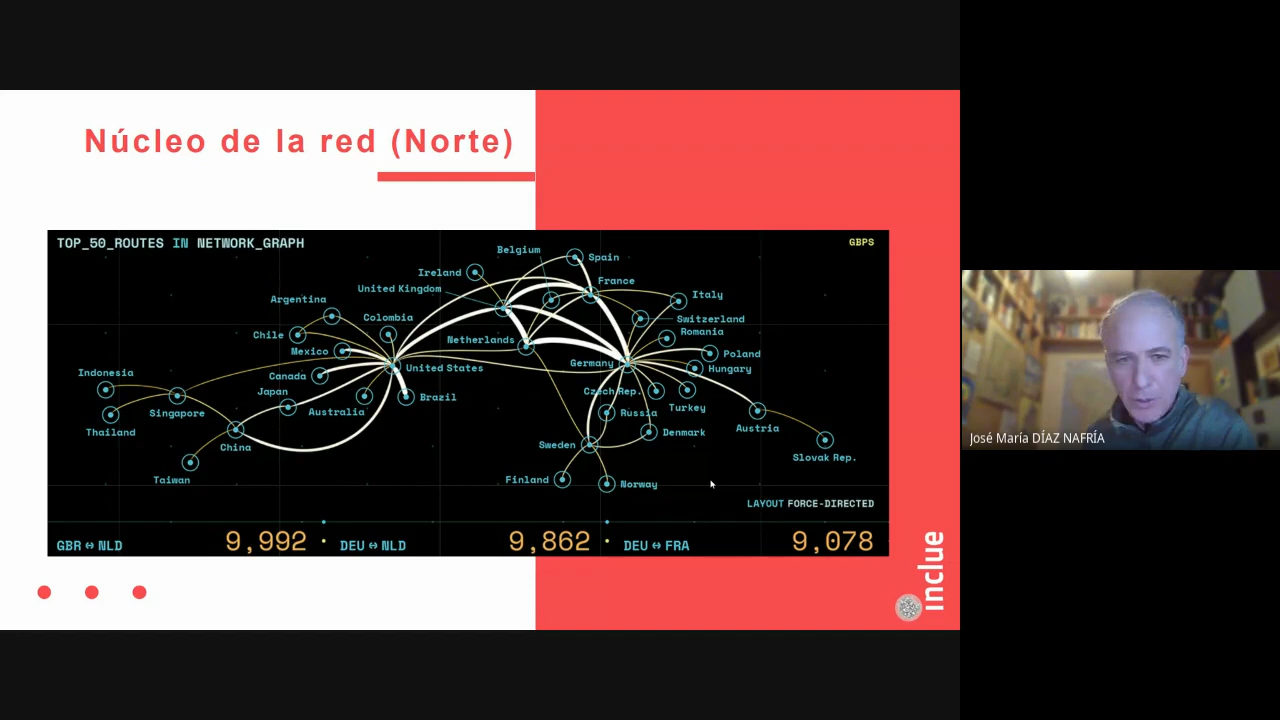 Núcleo de la red (Norte)
TOP_50_ROUTES IN NETWORK_GRAPH
GBPS
Belgium
Spain
Ireland
France
United Kingdom
Italy
Argentina
Colombia
Switzerland
Chile
Romania
Netherlands
Mexico
Poland
Germany
United States
Hungary
Indonesia
Canada
Japan
Czech Rep.
Singapore
Australia
Brazil
Russia
Turkey
Thailand
Denmark
Austria
China
Sweden
Slovak Rep.
Taiwan
Finland
Norway
LAYOUT FORCE-DIRECTED
GBR ⇔ NLD 9,992
DEU ⇔ NLD 9,862
DEU ⇔ FRA 9,078
inclue
José María DÍAZ NAFRÍA